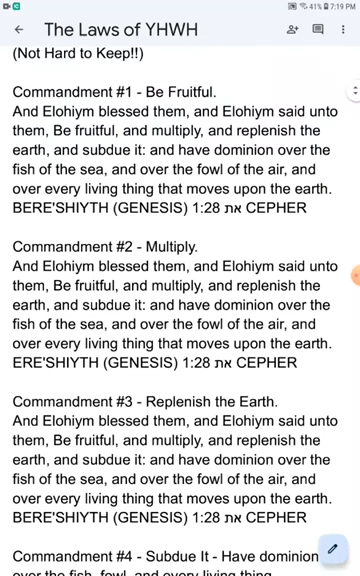 41% 7:19 PM
The Laws of YHWH
(Not Hard to Keep!!)
Commandment #1 - Be Fruitful.
And Elohiym blessed them, and Elohiym said unto
them, Be fruitful, and multiply, and replenish the
earth, and subdue it: and have dominion over the
fish of the sea, and over the fowl of the air, and
over every living thing that moves upon the earth.
BERE'SHIYTH (GENESIS) 1:28 את CEPHER
Commandment #2 - Multiply.
And Elohiym blessed them, and Elohiym said unto
them, Be fruitful, and multiply, and replenish the
earth, and subdue it: and have dominion over the
fish of the sea, and over the fowl of the air, and
over every living thing that moves upon the earth.
ERE'SHIYTH (GENESIS) 1:28 את CEPHER
Commandment #3 - Replenish the Earth.
And Elohiym blessed them, and Elohiym said unto
them, Be fruitful, and multiply, and replenish the
earth, and subdue it: and have dominion over the
fish of the sea, and over the fowl of the air, and
over every living thing that moves upon the earth.
BERE'SHIYTH (GENESIS) 1:28 את CEPHER
Commandment #4 - Subdue It - Have dominion
over the fish, fowl, and every living thing